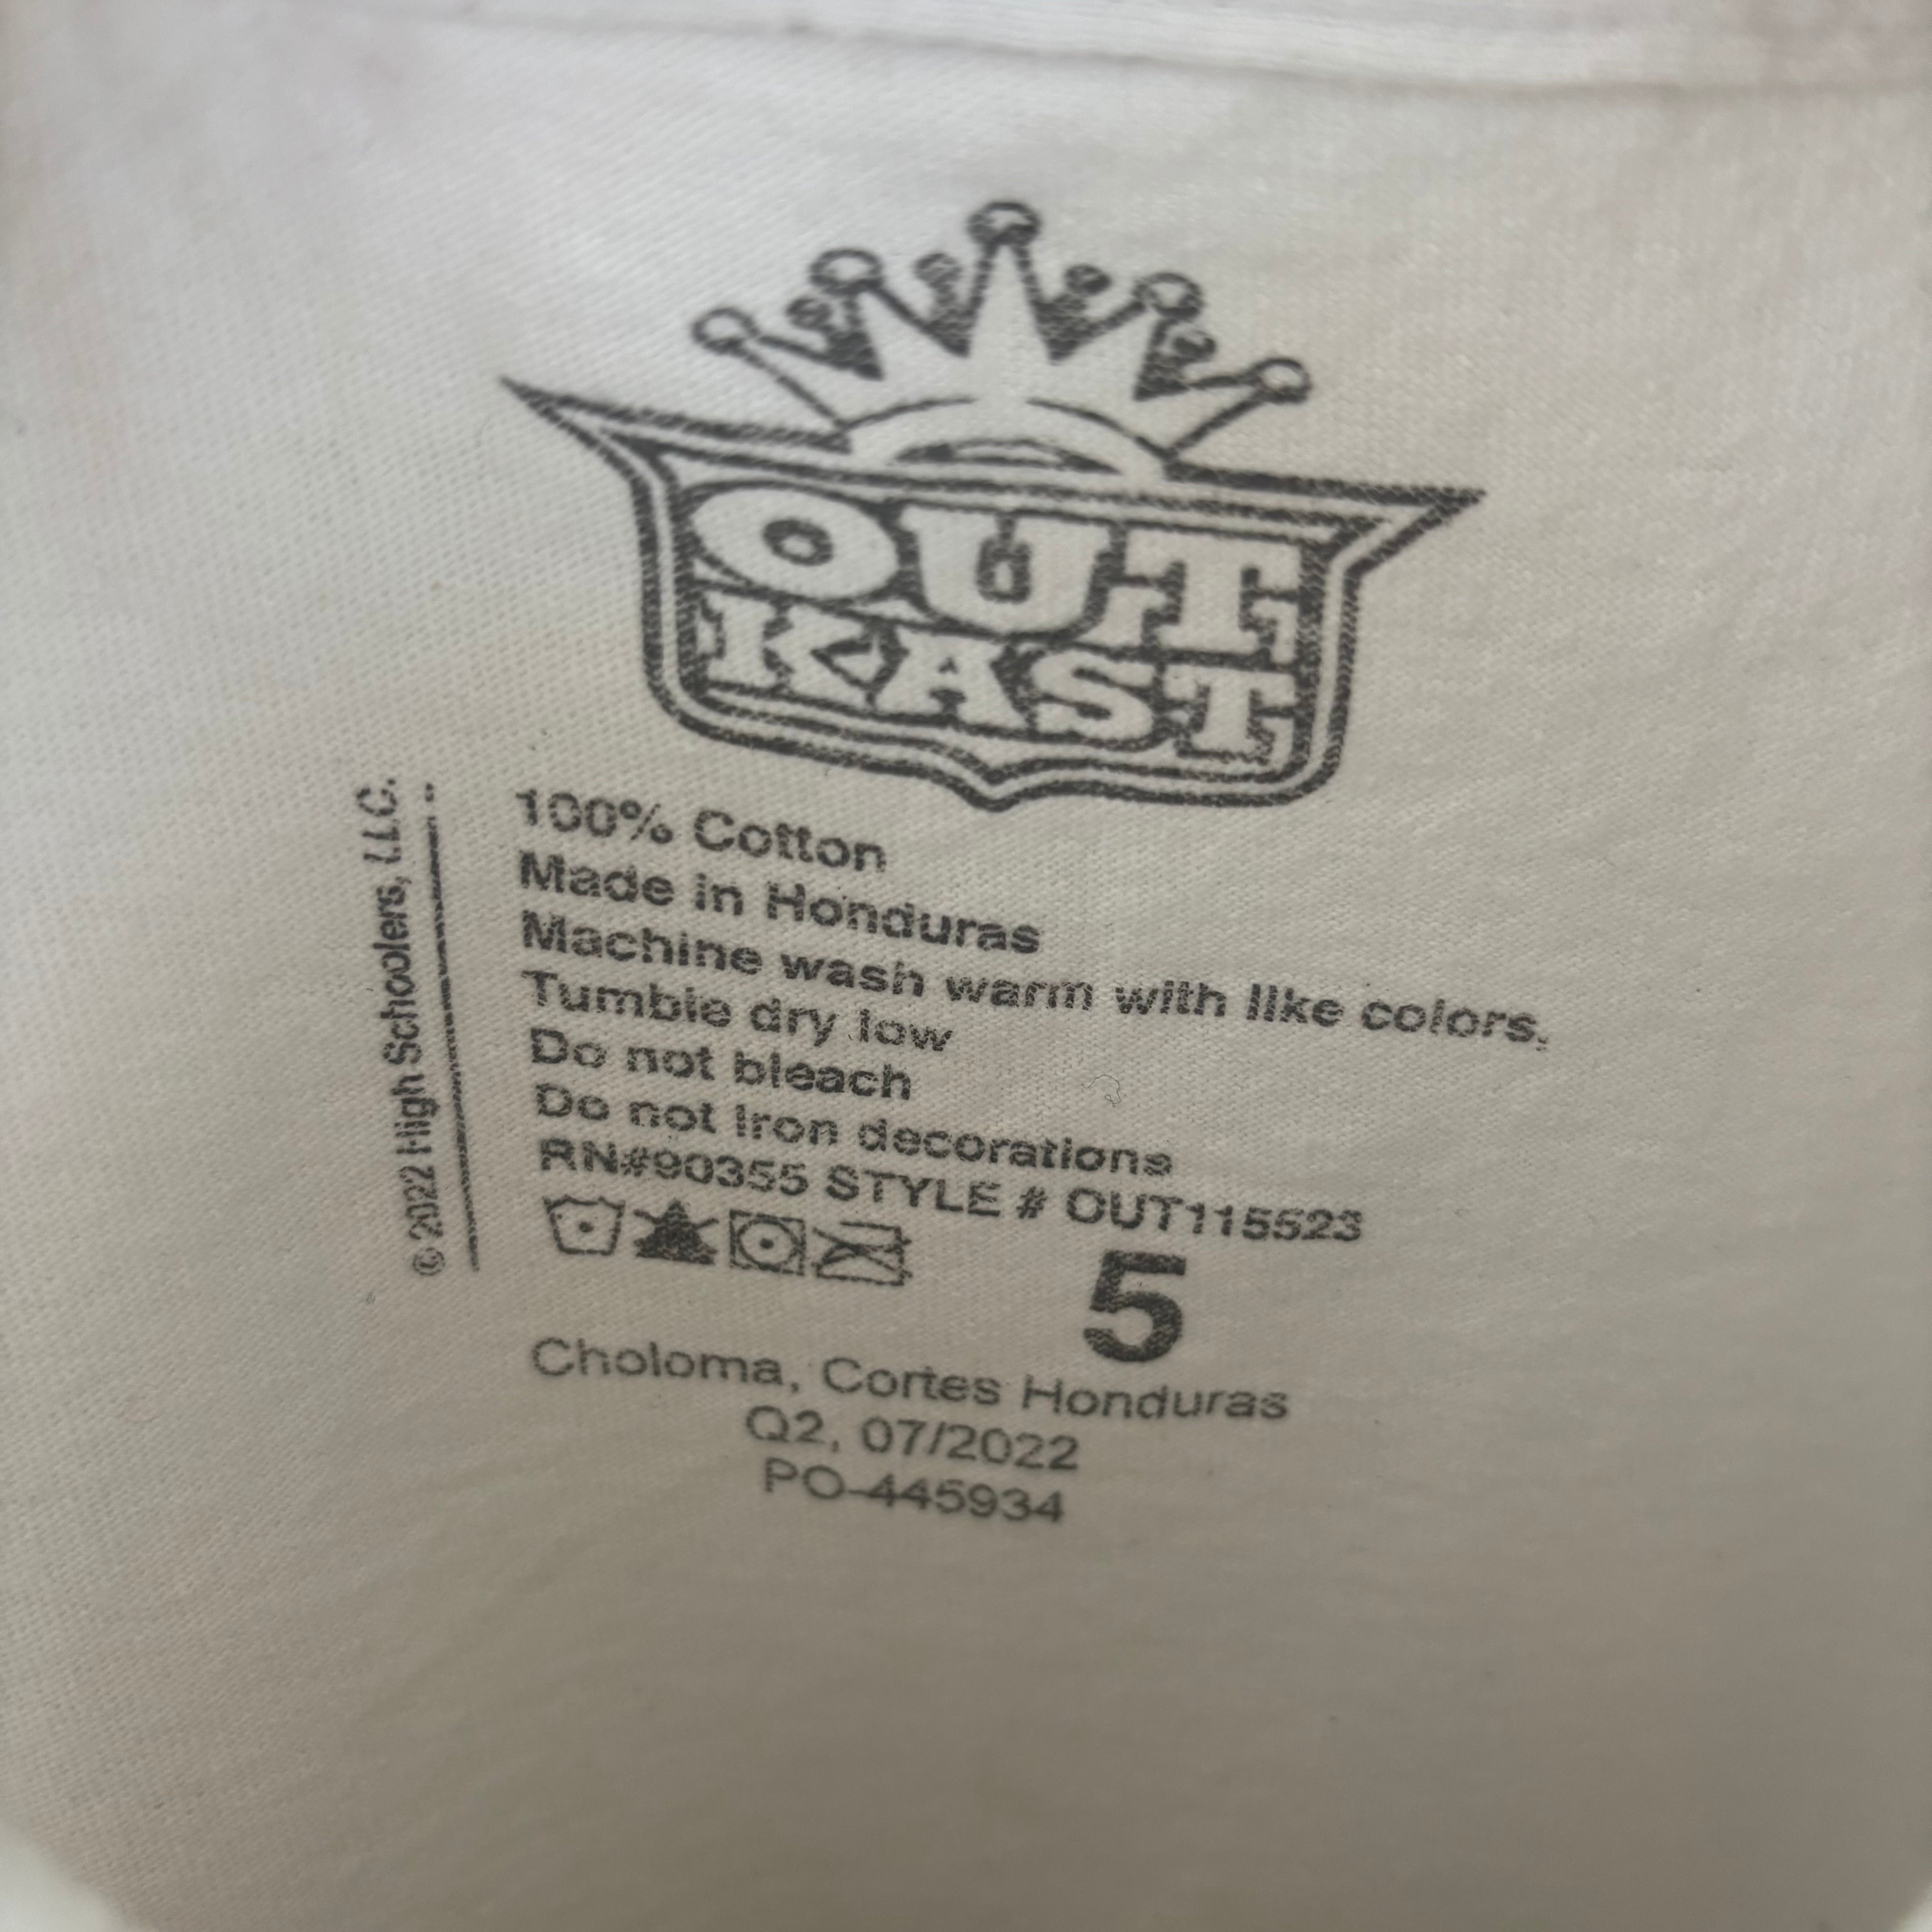 OUT
KAST
100% Cotton
Made in Honduras
Machine wash warm with like colors.
Tumble dry low
Do not bleach
Do not iron decorations
RN#90355 STYLE # OUT115523
5
Choloma, Cortes Honduras
Q2, 07/2022
PO-445934
© 2022 High Schoolers, LLC.